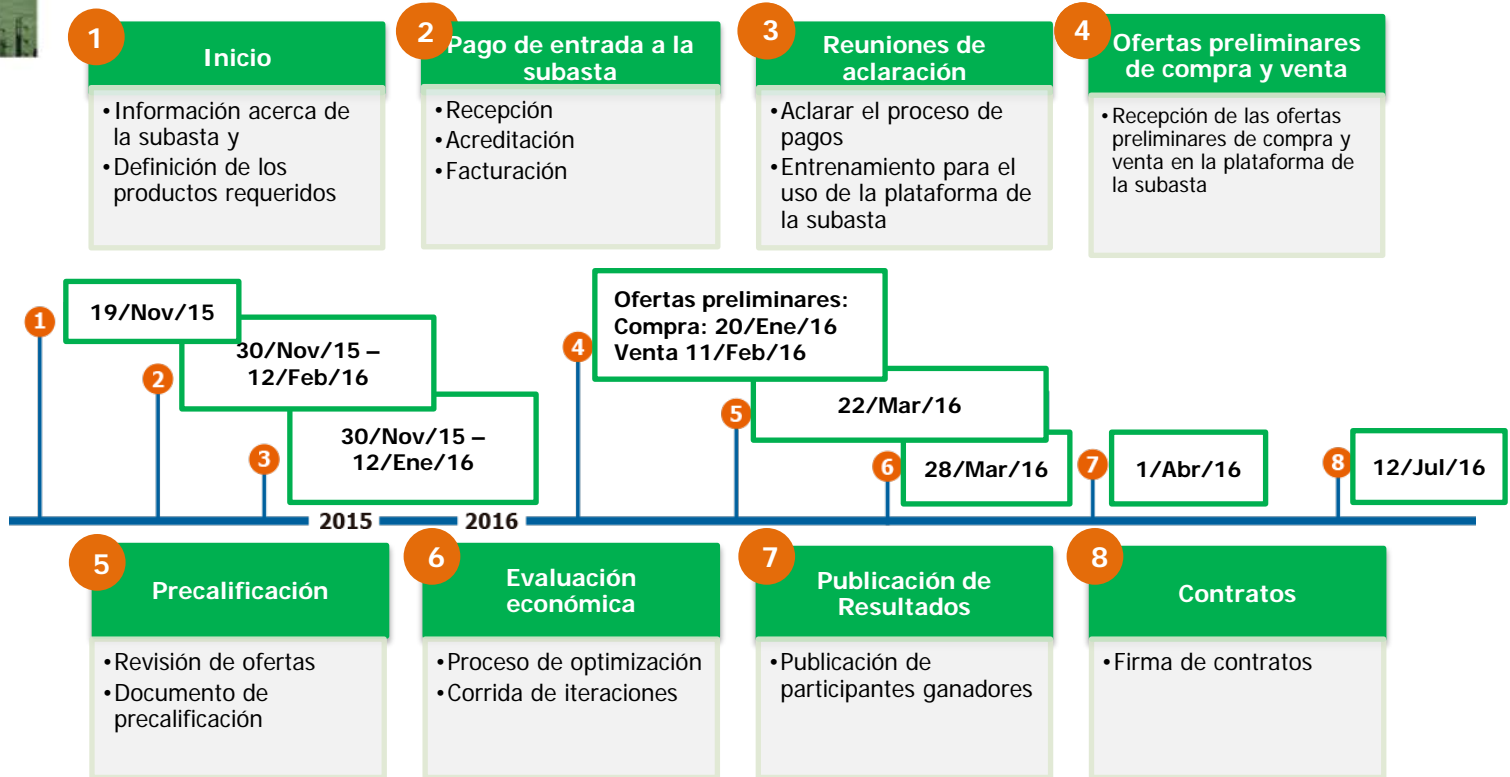 1
Inicio
• Información acerca de
la subasta y
• Definición de los
productos requeridos
2
Pago de entrada a la
subasta
• Recepción
• Acreditación
• Facturación
3
Reuniones de
aclaración
• Aclarar el proceso de
pagos
• Entrenamiento para el
uso de la plataforma de
la subasta
4
Ofertas preliminares
de compra y venta
• Recepción de las ofertas
preliminares de compra y
venta en la plataforma de
la subasta
1
19/Nov/15
2
30/Nov/15 –
12/Feb/16
3
30/Nov/15 –
12/Ene/16
4
Ofertas preliminares:
Compra: 20/Ene/16
Venta 11/Feb/16
5
22/Mar/16
6
28/Mar/16
7
1/Abr/16
8
12/Jul/16
2015
2016
5
Precalificación
• Revisión de ofertas
• Documento de
precalificación
6
Evaluación
económica
• Proceso de optimización
• Corrida de iteraciones
7
Publicación de
Resultados
• Publicación de
participantes ganadores
8
Contratos
• Firma de contratos